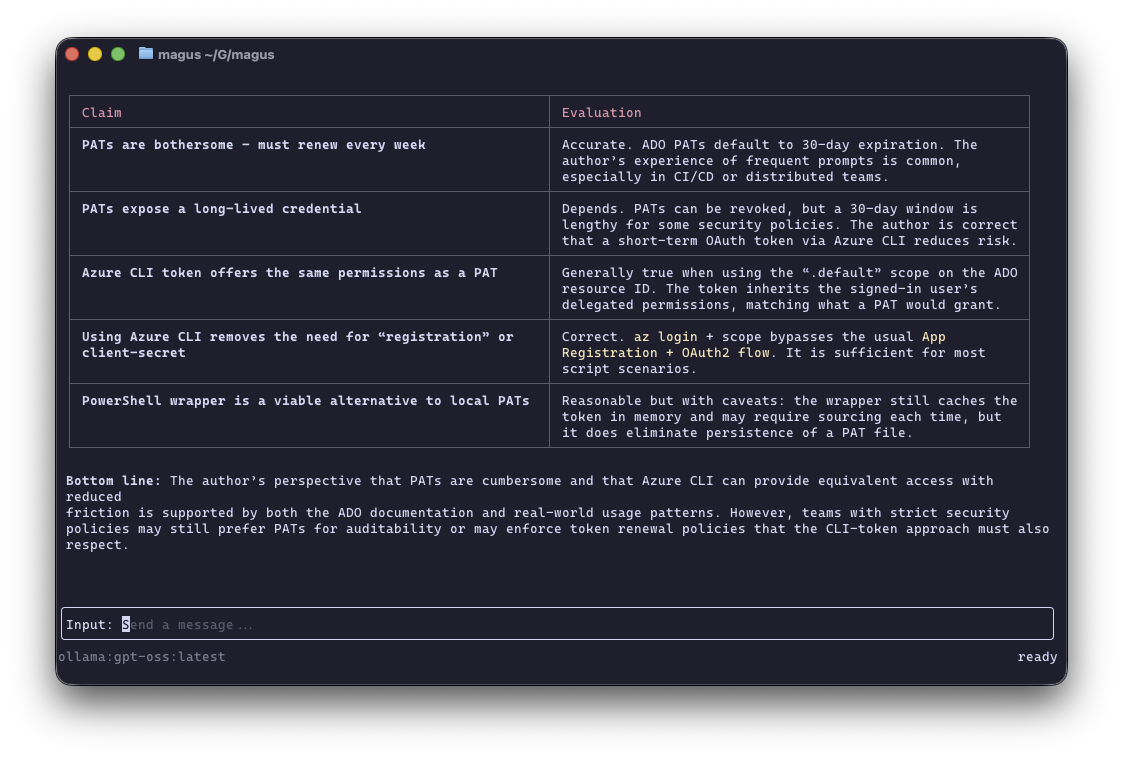 magus ~/G/magus
Claim
Evaluation
PATs are bothersome – must renew every week
Accurate. ADO PATs default to 30-day expiration. The
author’s experience of frequent prompts is common,
especially in CI/CD or distributed teams.
PATs expose a long-lived credential
Depends. PATs can be revoked, but a 30-day window is
lengthy for some security policies. The author is correct
that a short-term OAuth token via Azure CLI reduces risk.
Azure CLI token offers the same permissions as a PAT
Generally true when using the “.default” scope on the ADO
resource ID. The token inherits the signed-in user’s
delegated permissions, matching what a PAT would grant.
Using Azure CLI removes the need for “registration” or
client-secret
Correct. az login + scope bypasses the usual App
Registration + OAuth2 flow. It is sufficient for most
script scenarios.
PowerShell wrapper is a viable alternative to local PATs
Reasonable but with caveats: the wrapper still caches the
token in memory and may require sourcing each time, but
it does eliminate persistence of a PAT file.
Bottom line: The author’s perspective that PATs are cumbersome and that Azure CLI can provide equivalent access with
reduced
friction is supported by both the ADO documentation and real-world usage patterns. However, teams with strict security
policies may still prefer PATs for auditability or may enforce token renewal policies that the CLI-token approach must also
respect.
Input: Send a message...
ollama:gpt-oss:latest
ready